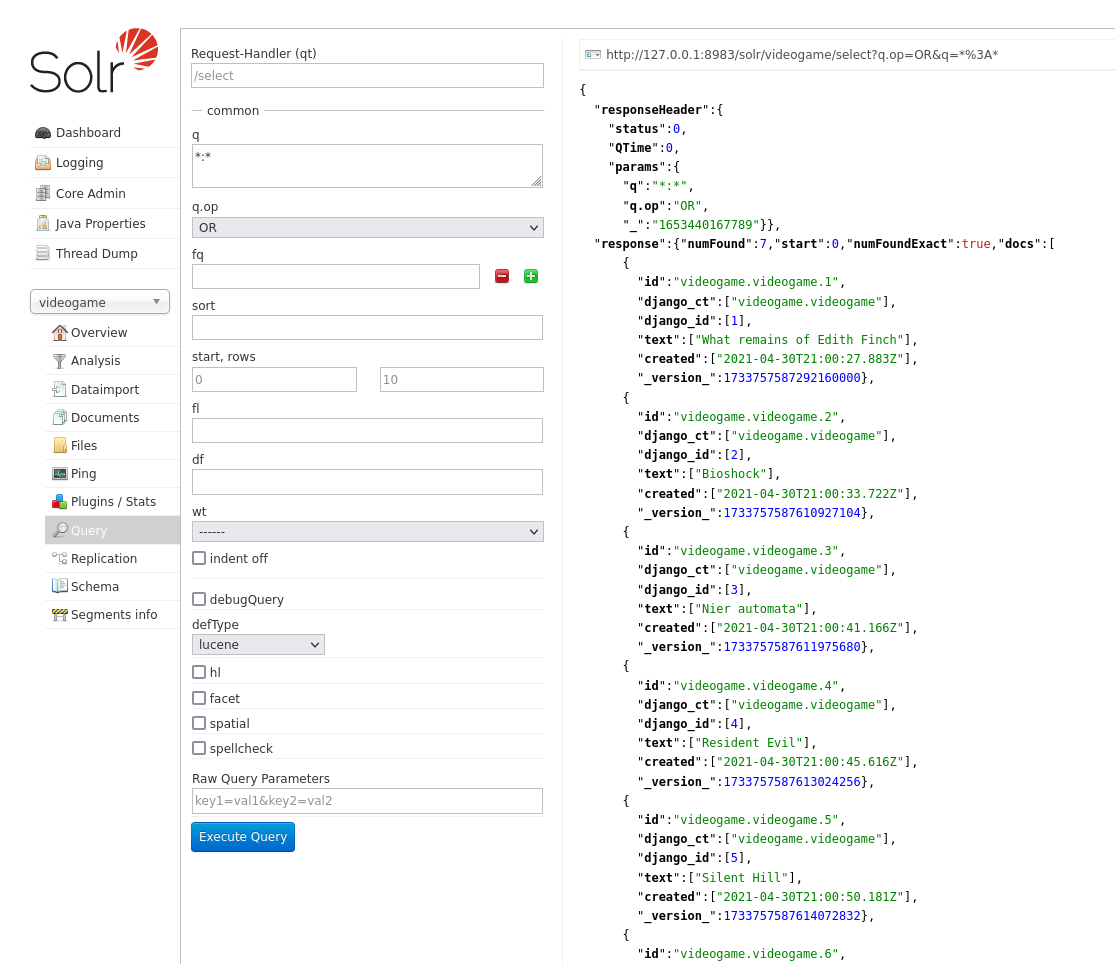 Solr
Dashboard
Logging
Core Admin
Java Properties
Thread Dump
videogame
Overview
Analysis
Dataimport
Documents
Files
Ping
Plugins / Stats
Query
Replication
Schema
Segments info
Request-Handler (qt)
/select
common
q
*:*
q.op
OR
fq
sort
start, rows
0 10
fl
df
wt
------
indent off
debugQuery
defType
lucene
hl
facet
spatial
spellcheck
Raw Query Parameters
key1=val1&key2=val2
Execute Query
http://127.0.0.1:8983/solr/videogame/select?q.op=OR&q=*%3A*
{
"responseHeader":{
"status":0,
"QTime":0,
"params":{
"q":"*:*",
"q.op":"OR",
"_":"1653440167789"}},
"response":{"numFound":7,"start":0,"numFoundExact":true,"docs":[
{
"id":"videogame.videogame.1",
"django_ct":["videogame.videogame"],
"django_id":[1],
"text":["What remains of Edith Finch"],
"created":["2021-04-30T21:00:27.883Z"],
"_version_":1733757587292160000},
{
"id":"videogame.videogame.2",
"django_ct":["videogame.videogame"],
"django_id":[2],
"text":["Bioshock"],
"created":["2021-04-30T21:00:33.722Z"],
"_version_":1733757587610927104},
{
"id":"videogame.videogame.3",
"django_ct":["videogame.videogame"],
"django_id":[3],
"text":["Nier automata"],
"created":["2021-04-30T21:00:41.166Z"],
"_version_":1733757587611975680},
{
"id":"videogame.videogame.4",
"django_ct":["videogame.videogame"],
"django_id":[4],
"text":["Resident Evil"],
"created":["2021-04-30T21:00:45.616Z"],
"_version_":1733757587613024256},
{
"id":"videogame.videogame.5",
"django_ct":["videogame.videogame"],
"django_id":[5],
"text":["Silent Hill"],
"created":["2021-04-30T21:00:50.181Z"],
"_version_":1733757587614072832},
{
"id":"videogame.videogame.6",